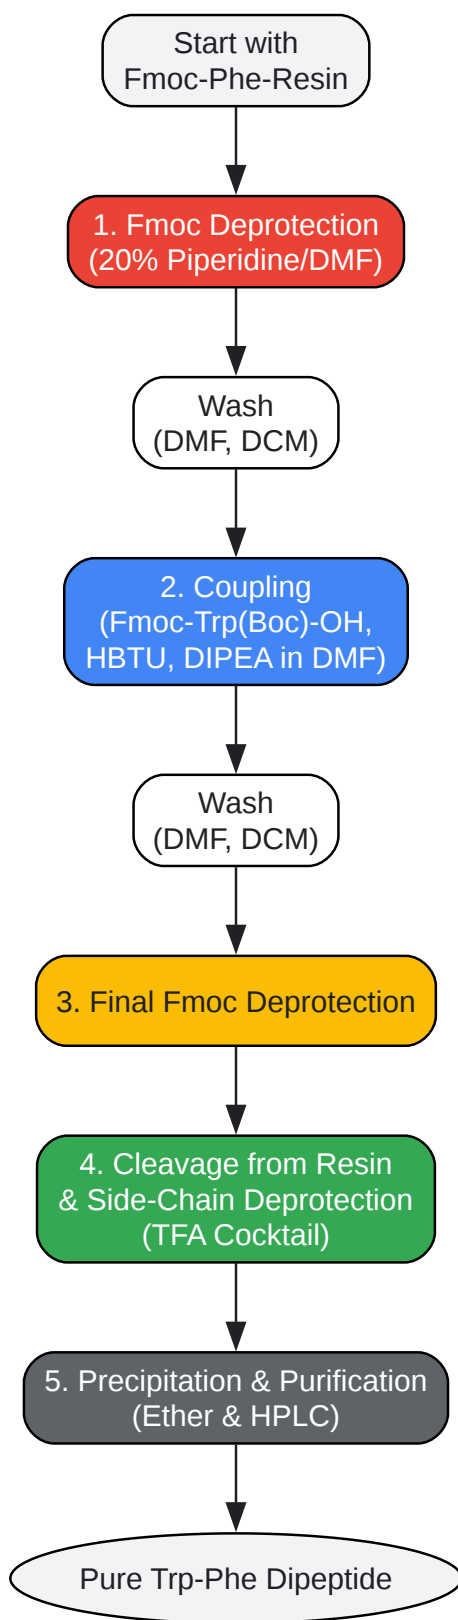 Start with
Fmoc-Phe-Resin
1. Fmoc Deprotection
(20% Piperidine/DMF)
Wash
(DMF, DCM)
2. Coupling
(Fmoc-Trp(Boc)-OH,
HBTU, DIPEA in DMF)
Wash
(DMF, DCM)
3. Final Fmoc Deprotection
4. Cleavage from Resin
& Side-Chain Deprotection
(TFA Cocktail)
5. Precipitation & Purification
(Ether & HPLC)
Pure Trp-Phe Dipeptide